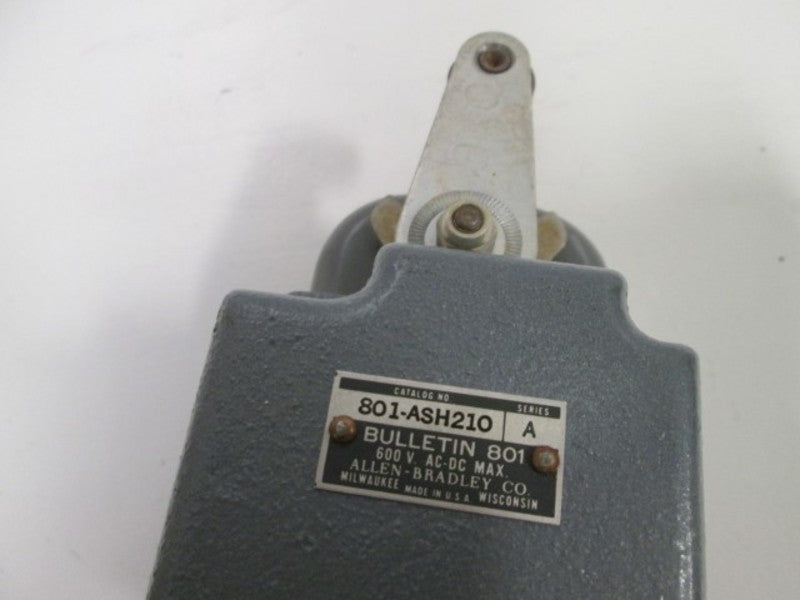 CATALOG NO SERIES
801-ASH210 A
BULLETIN 801
600 V. AC-DC MAX.
ALLEN-BRADLEY CO.
MILWAUKEE MADE IN U.S.A. WISCONSIN